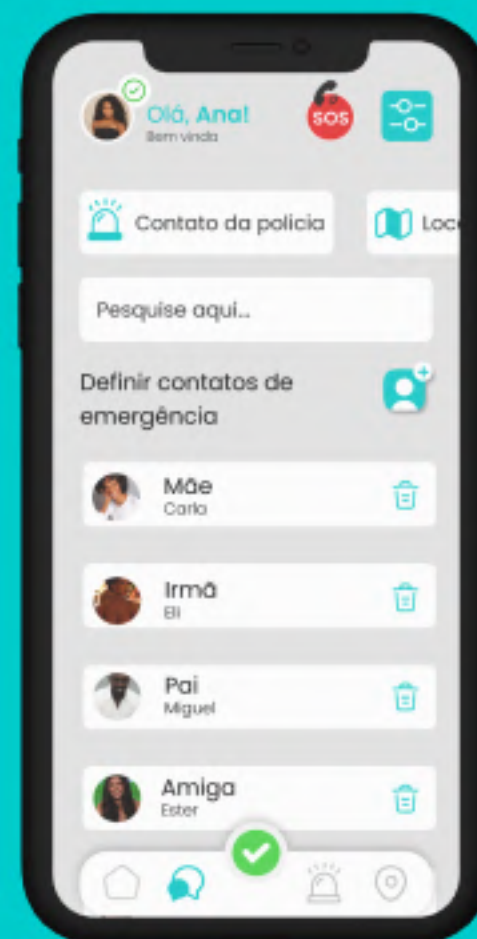 Olá, Ana!
Bem vinda
SOS
Contato da policia
Loc
Pesquise aqui...
Definir contatos de
emergência
Mãe
Carla
Irmã
Eli
Pai
Miguel
Amiga
Ester